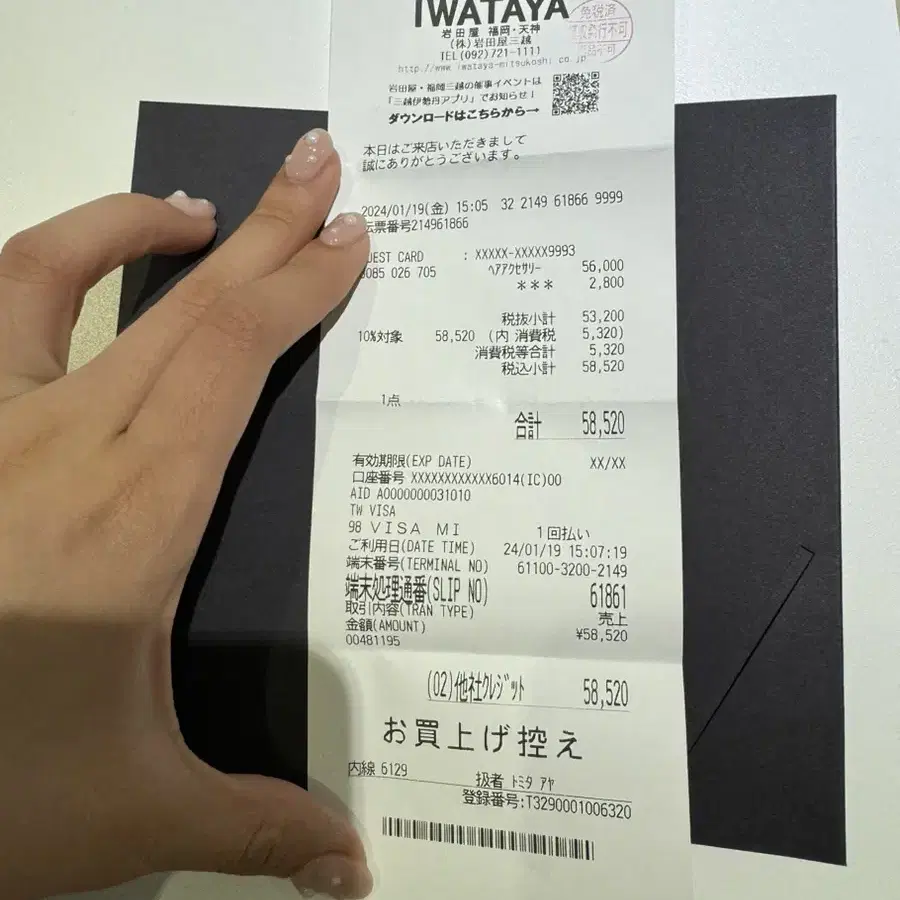 IWATAYA
岩田屋 福岡・天神
(株)岩田屋三越
TEL(092)721-1111
http://www.iwataya-mitsukoshi.co.jp
免税済
岩田屋・福岡三越の催事イベントは
「三越伊勢丹アプリ」でお知らせ！
ダウンロードはこちらから→
本日はご来店いただきまして
誠にありがとうございます。
2024/01/19(金) 15:05 32 2149 61866 9999
伝票番号214961866
UEST CARD : XXXXX-XXXXX9993
0085 026 705 ヘアアクセサリー 56,000
*** 2,800
税抜小計 53,200
10%対象 58,520 (内 消費税 5,320)
消費税等合計 5,320
税込小計 58,520
1点
合計 58,520
有効期限(EXP DATE) XX/XX
口座番号 XXXXXXXXXXXX6014(IC)00
AID A0000000031010
TW VISA
98 VISA MI 1回払い
ご利用日(DATE TIME) 24/01/19 15:07:19
端末番号(TERMINAL NO) 61100-3200-2149
端末処理通番(SLIP NO) 61861
取引内容(TRAN TYPE) 売上
金額(AMOUNT) ¥58,520
00481195
(02)他社クレジット 58,520
お買上げ控え
内線 6129 扱者 トミタ アヤ
登録番号:T3290001006320